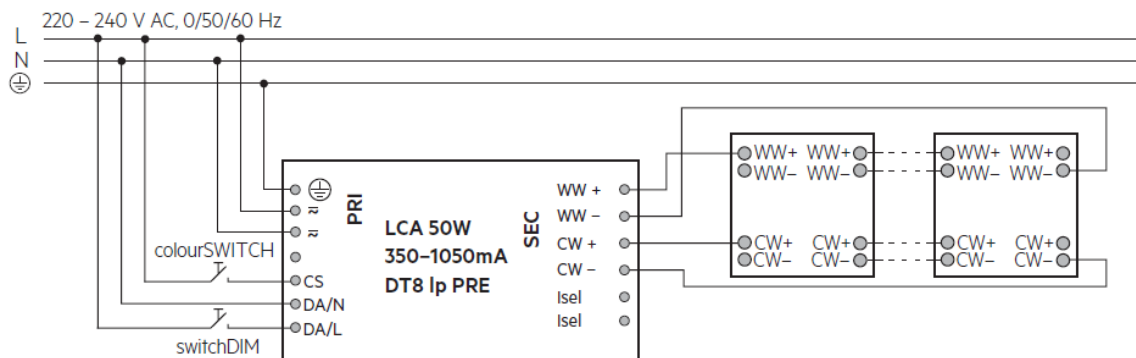 220 – 240 V AC, 0/50/60 Hz
L
N
WW+ WW+ WW+ WW+
WW– WW– WW– WW–
PRI
WW +
≈
LCA 50W
SEC
WW –
≈
350–1050mA
CW +
CW+ CW+ CW+ CW+
colourSWITCH
DT8 lp PRE
CW –
CW– CW– CW– CW–
CS
Isel
DA/N
Isel
DA/L
switchDIM